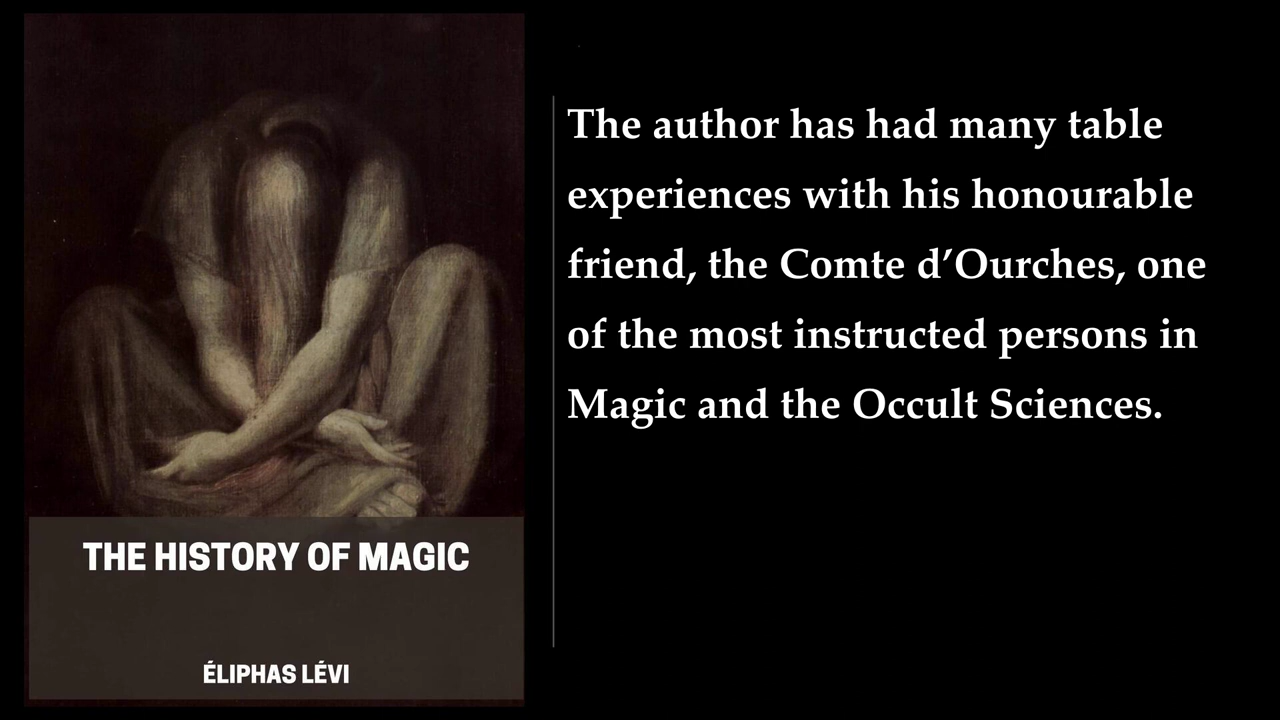 THE HISTORY OF MAGIC
ÉLIPHAS LÉVI
The author has had many table
experiences with his honourable
friend, the Comte d’Ourches, one
of the most instructed persons in
Magic and the Occult Sciences.